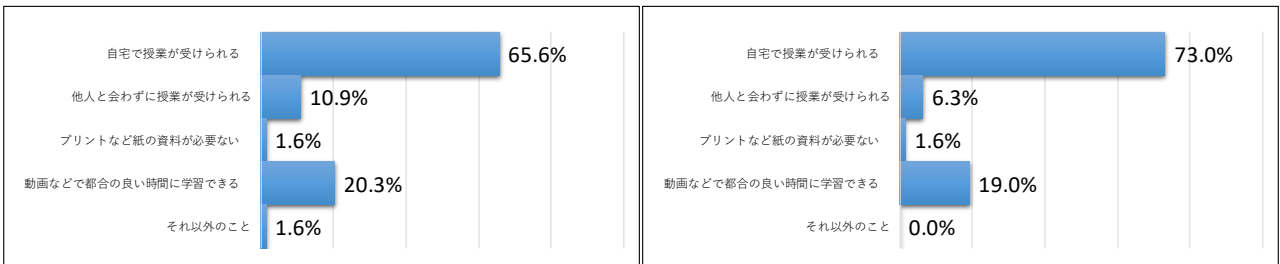 自宅で授業が受けられる 65.6%
他人と会わずに授業が受けられる 10.9%
プリントなど紙の資料が必要ない 1.6%
動画などで都合の良い時間に学習できる 20.3%
それ以外のこと 1.6%
自宅で授業が受けられる 73.0%
他人と会わずに授業が受けられる 6.3%
プリントなど紙の資料が必要ない 1.6%
動画などで都合の良い時間に学習できる 19.0%
それ以外のこと 0.0%